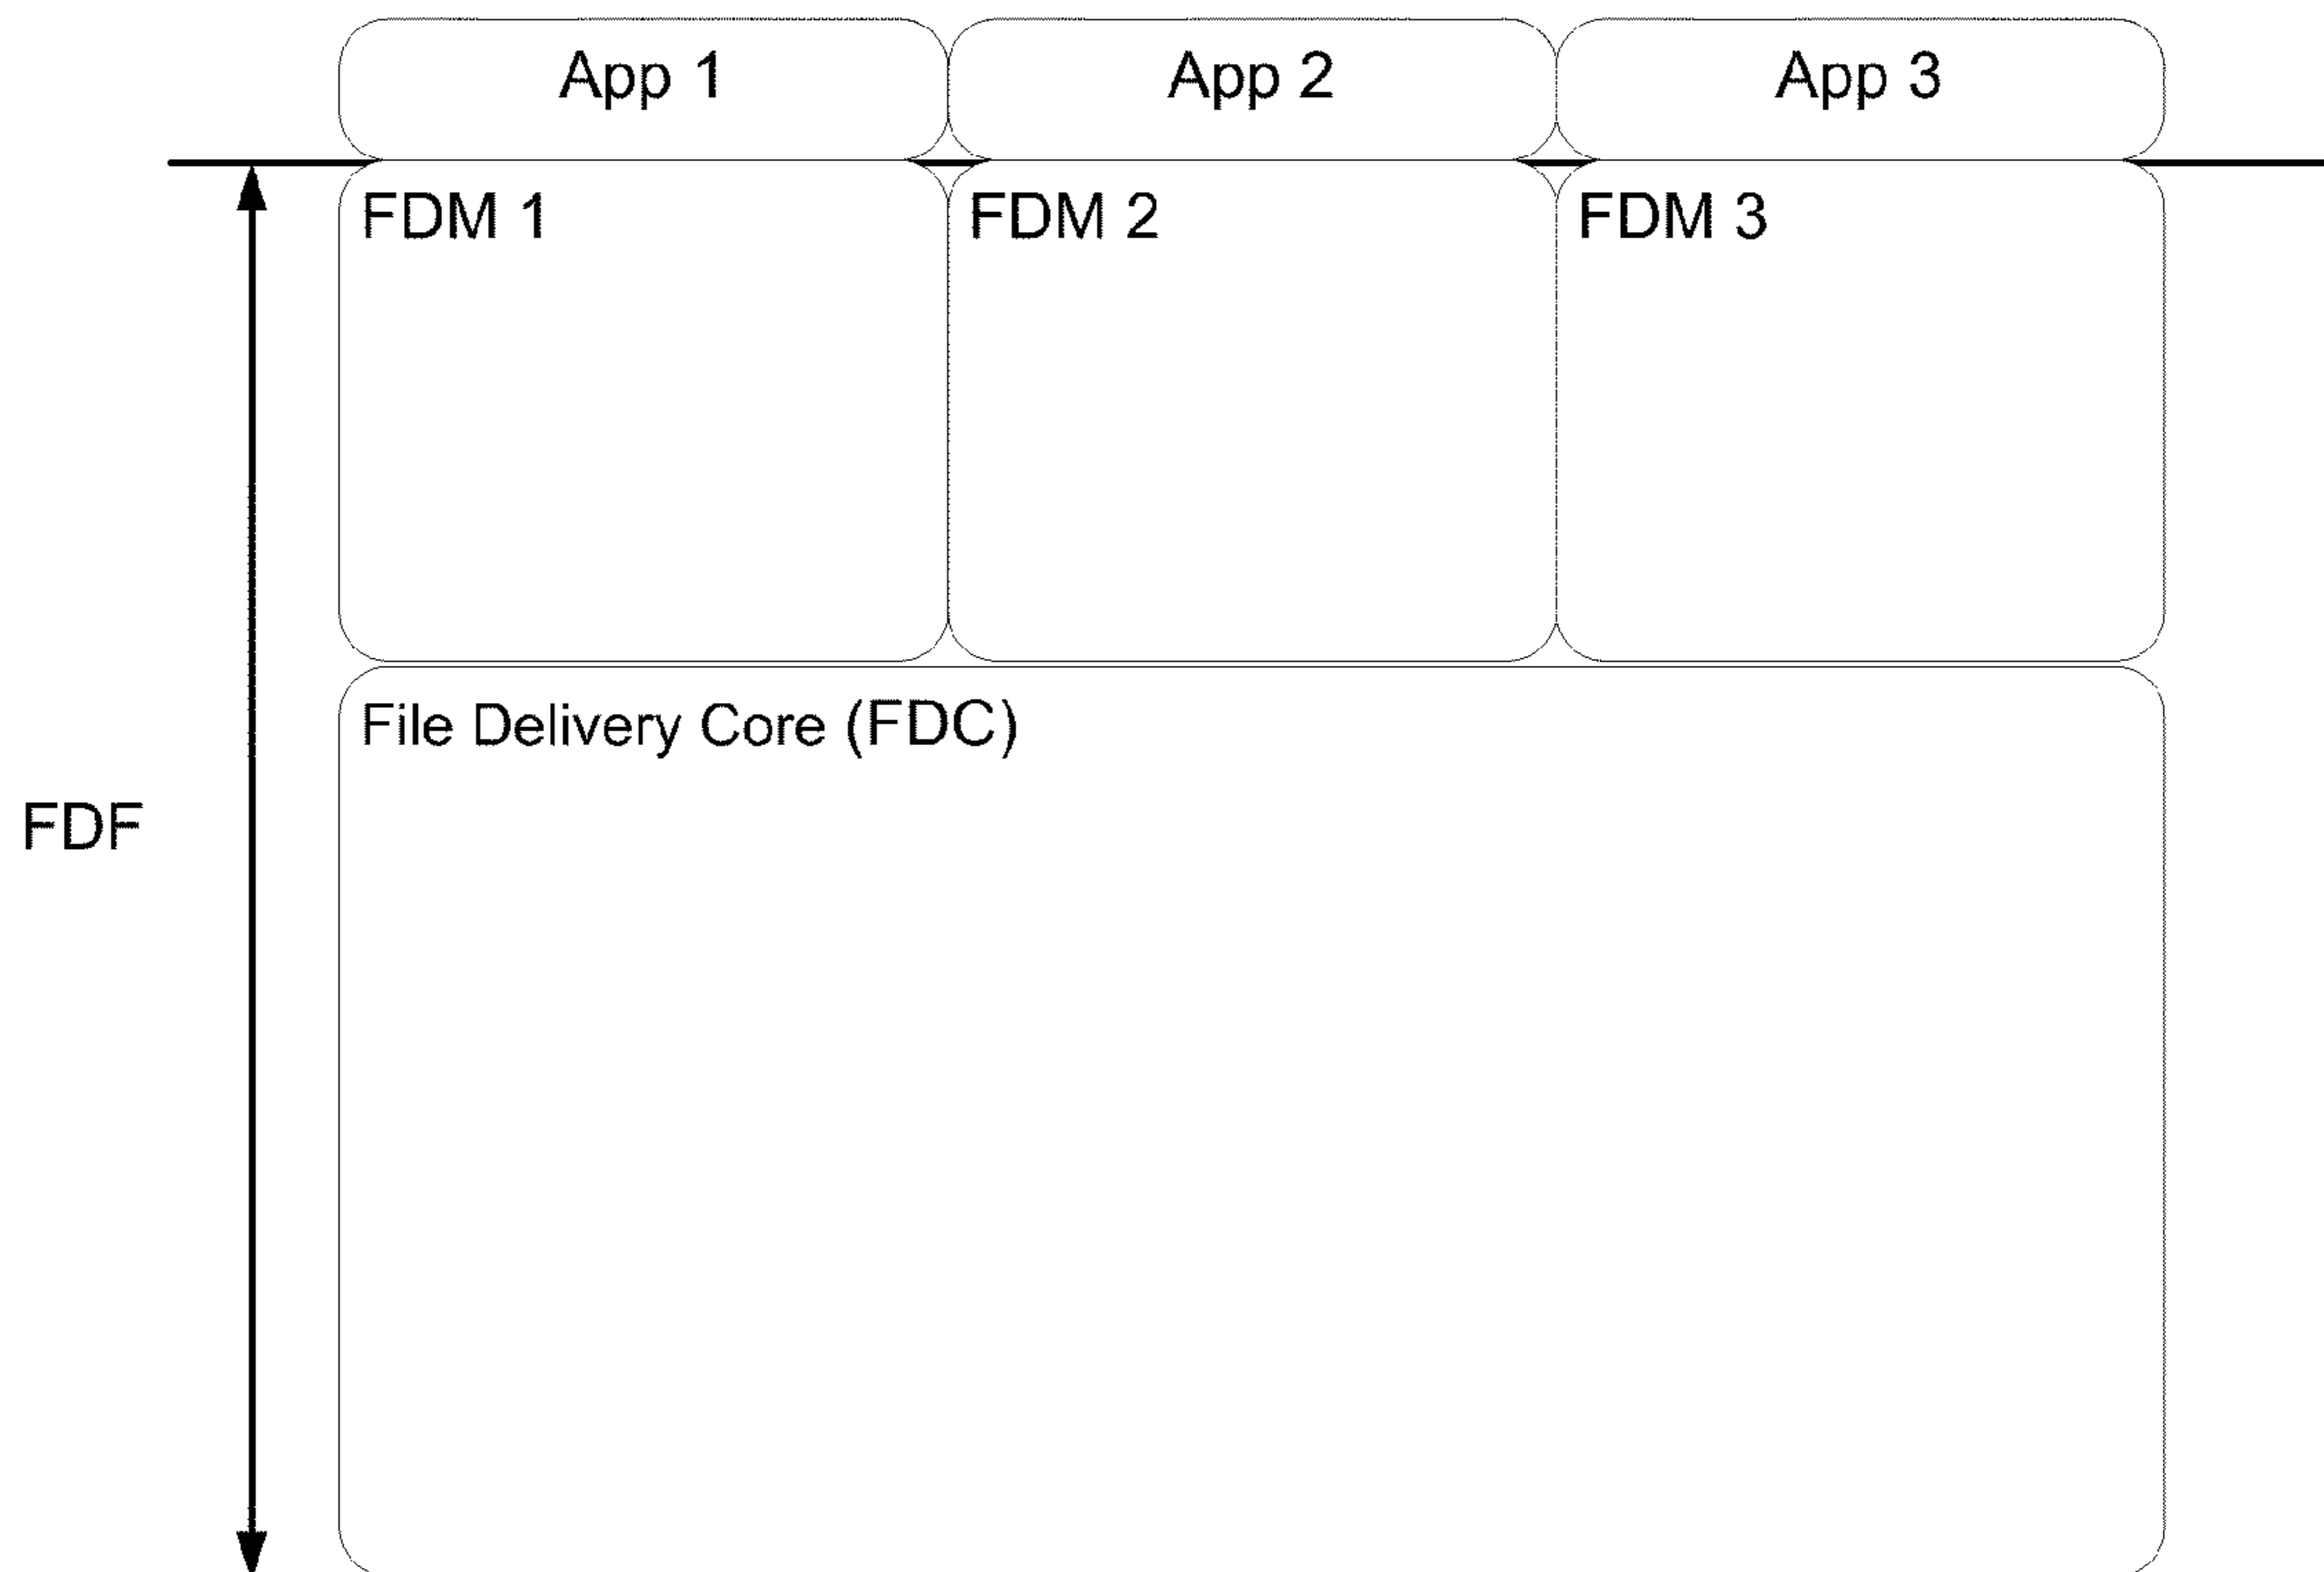 App 1
App 2
App 3
FDM 1
FDM 2
FDM 3
File Delivery Core (FDC)
FDF